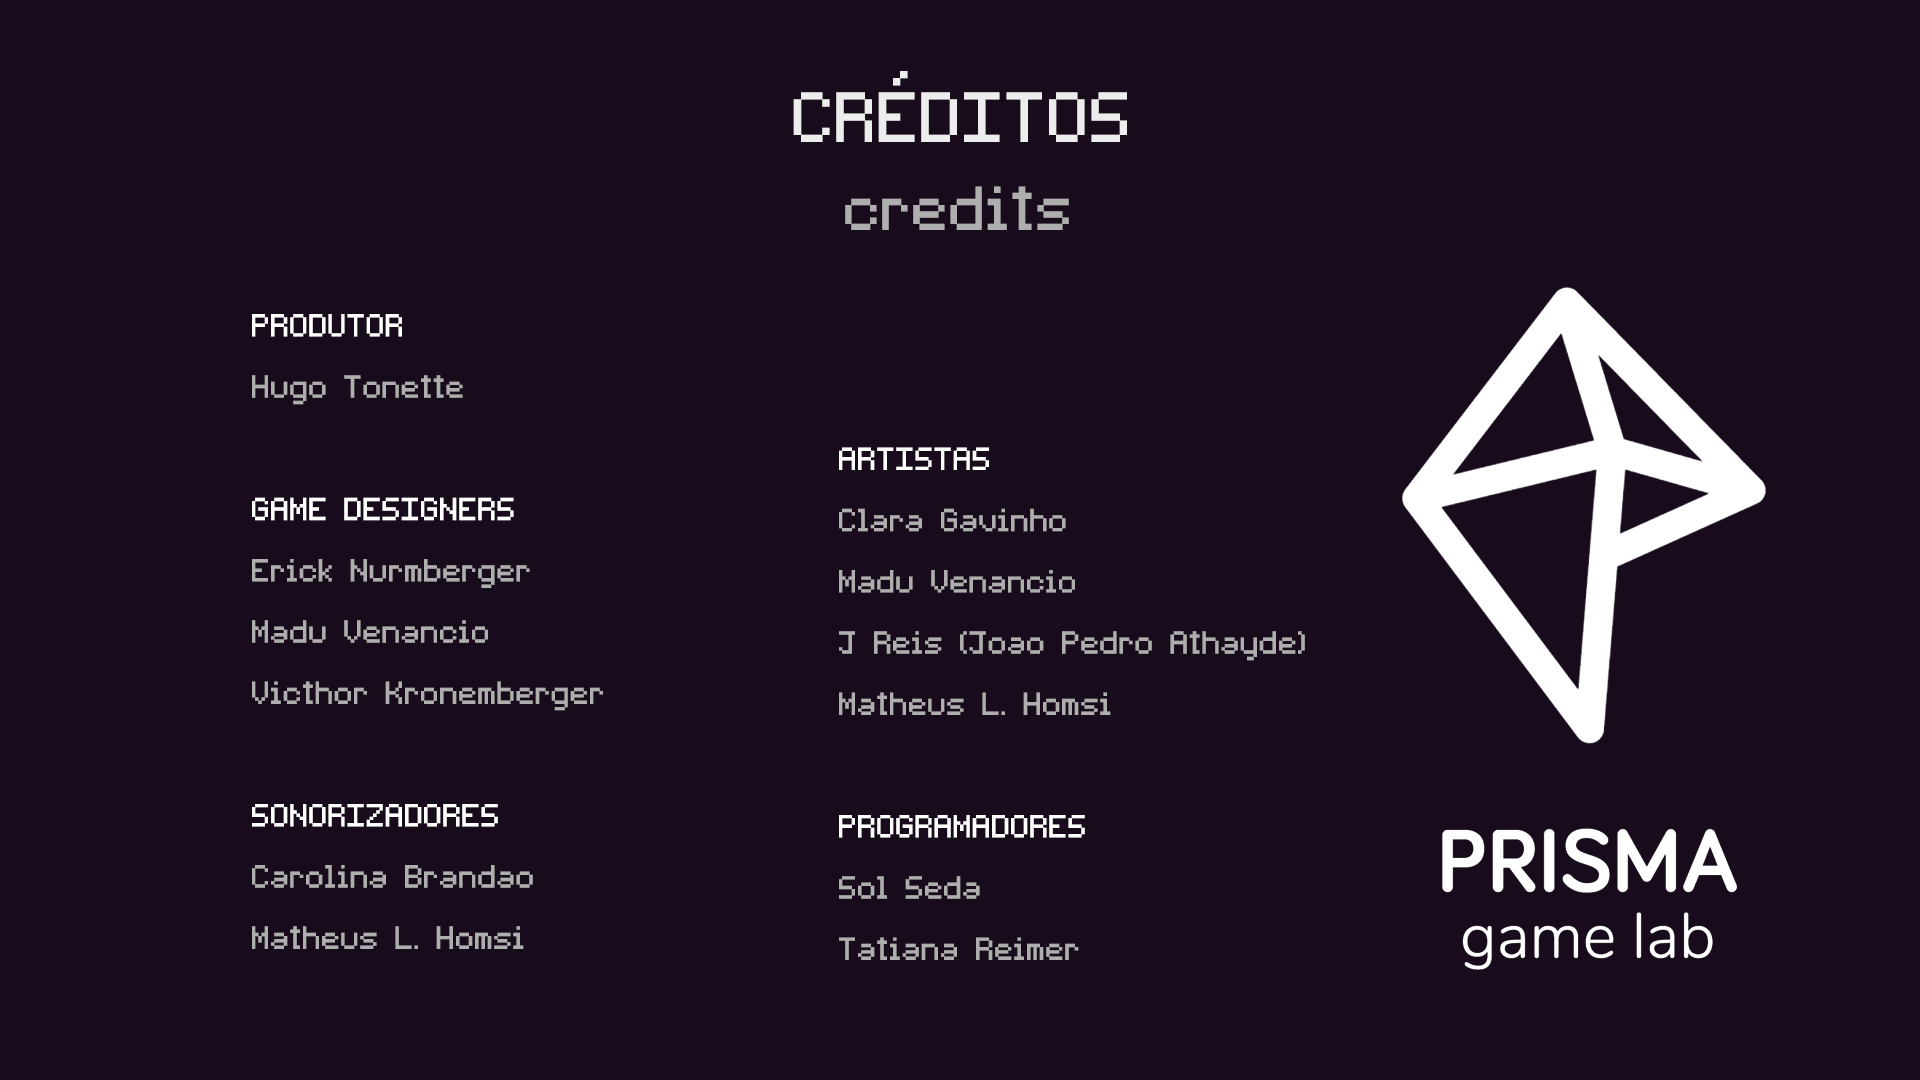 CRÉDITOS
credits
PRODUTOR
Hugo Tonette
GAME DESIGNERS
Erick Nurmberger
Madu Venancio
Victhor Kronemberger
SONORIZADORES
Carolina Brandao
Matheus L. Homsi
ARTISTAS
Clara Gavinho
Madu Venancio
J Reis (Joao Pedro Athayde)
Matheus L. Homsi
PROGRAMADORES
Sol Seda
Tatiana Reimer
PRISMA
game lab